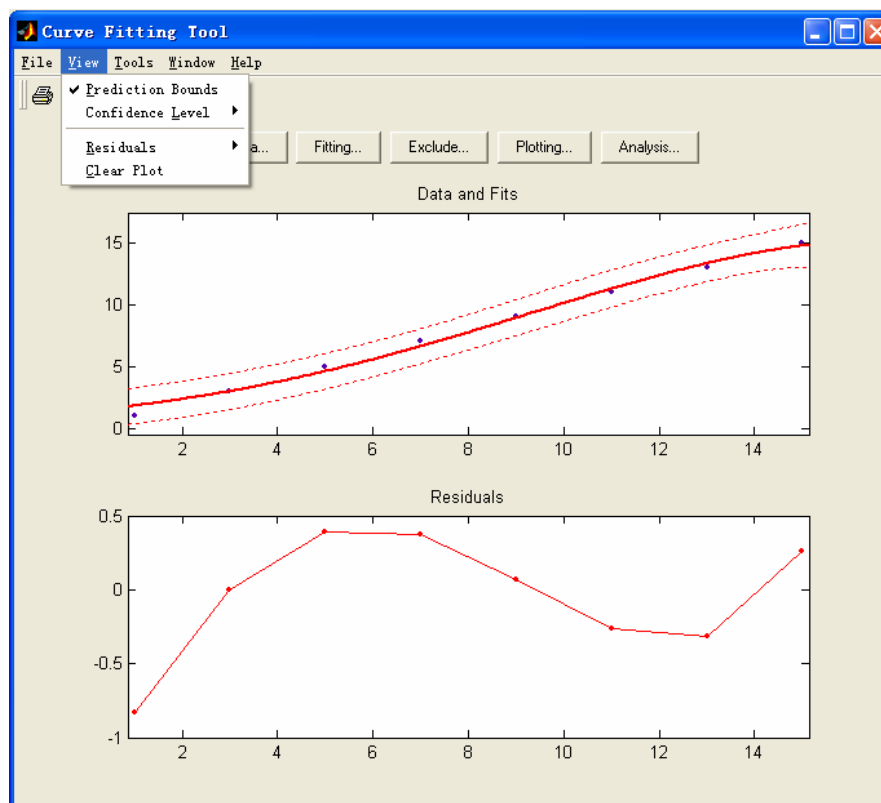 Curve Fitting Tool
File View Tools Window Help
Prediction Bounds
Confidence Level
Residuals
Clear Plot
a... Fitting... Exclude... Plotting... Analysis...
Data and Fits
15
10
5
0
2 4 6 8 10 12 14
Residuals
0.5
0
-0.5
-1
2 4 6 8 10 12 14